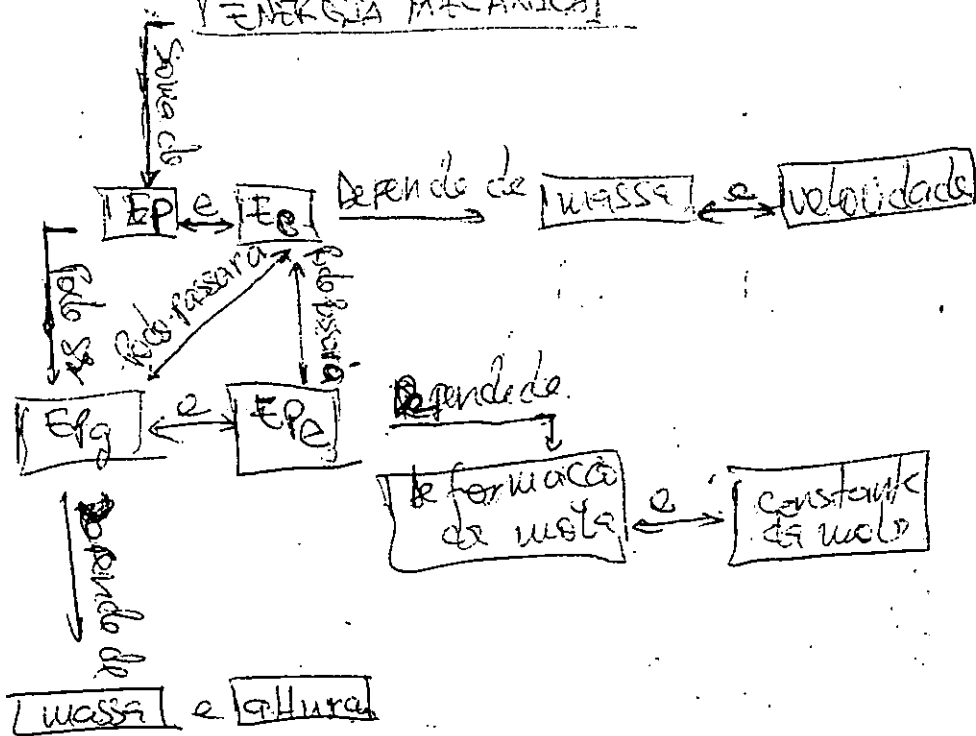 ENERGIA MECÂNICA
Soma da
EP e Ec Depende de massa e velocidade
Pode ser
Pode passar a
Pode passar a
EPg e EPe Depende de
deformação da mola e constante da mola
Depende de
massa e altura